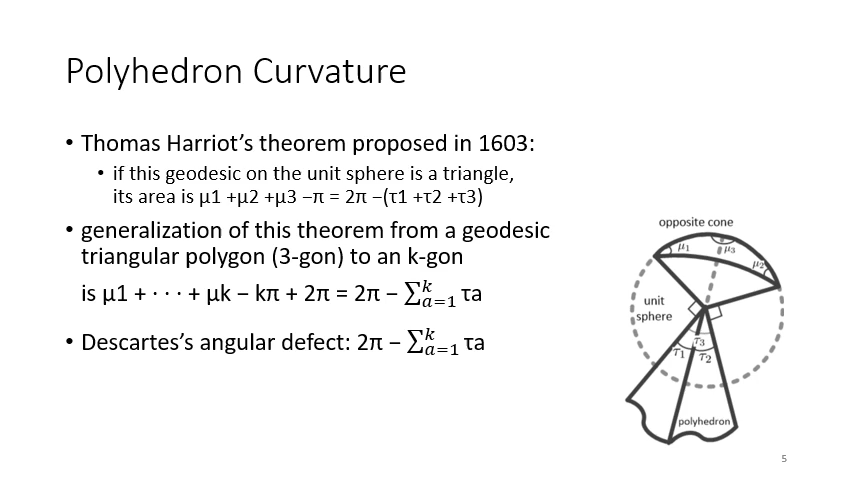 Polyhedron Curvature
• Thomas Harriot’s theorem proposed in 1603:
• if this geodesic on the unit sphere is a triangle,
its area is μ1 +μ2 +μ3 −π = 2π −(τ1 +τ2 +τ3)
• generalization of this theorem from a geodesic
triangular polygon (3-gon) to an k-gon
is μ1 + · · · + μk − kπ + 2π = 2π − ∑_{a=1}^{k} τa
• Descartes’s angular defect: 2π − ∑_{a=1}^{k} τa
opposite cone
μ1
μ3
μ2
unit
sphere
τ3
τ1
τ2
polyhedron
5